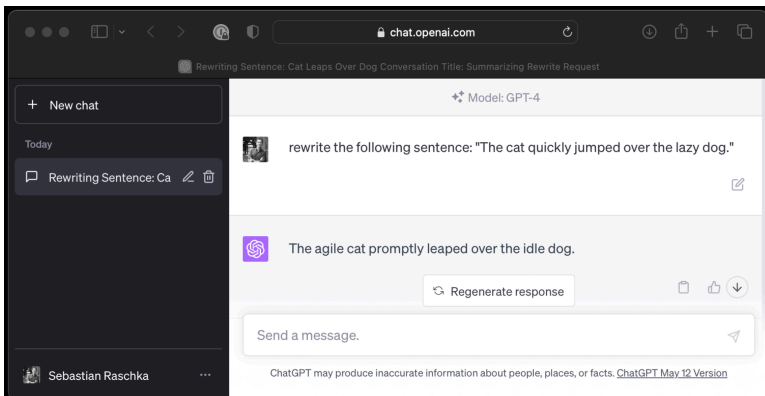 chat.openai.com
Rewriting Sentence: Cat Leaps Over Dog Conversation Title: Summarizing Rewrite Request
+ New chat
Model: GPT-4
Today
rewrite the following sentence: "The cat quickly jumped over the lazy dog."
Rewriting Sentence: Ca
The agile cat promptly leaped over the idle dog.
Regenerate response
Send a message.
Sebastian Raschka ...
ChatGPT may produce inaccurate information about people, places, or facts. ChatGPT May 12 Version